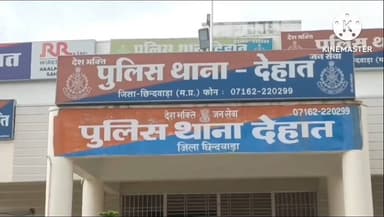 KINEMASTER
RR
देश भक्ति जन सेवा
पुलिस थाना - देहात
जिला-छिन्दवाड़ा (म.प्र.) फोन : 07162-220299
देश भक्ति जन सेवा 07162-220299
पुलिस थाना देहात
जिला छिन्दवाड़ा